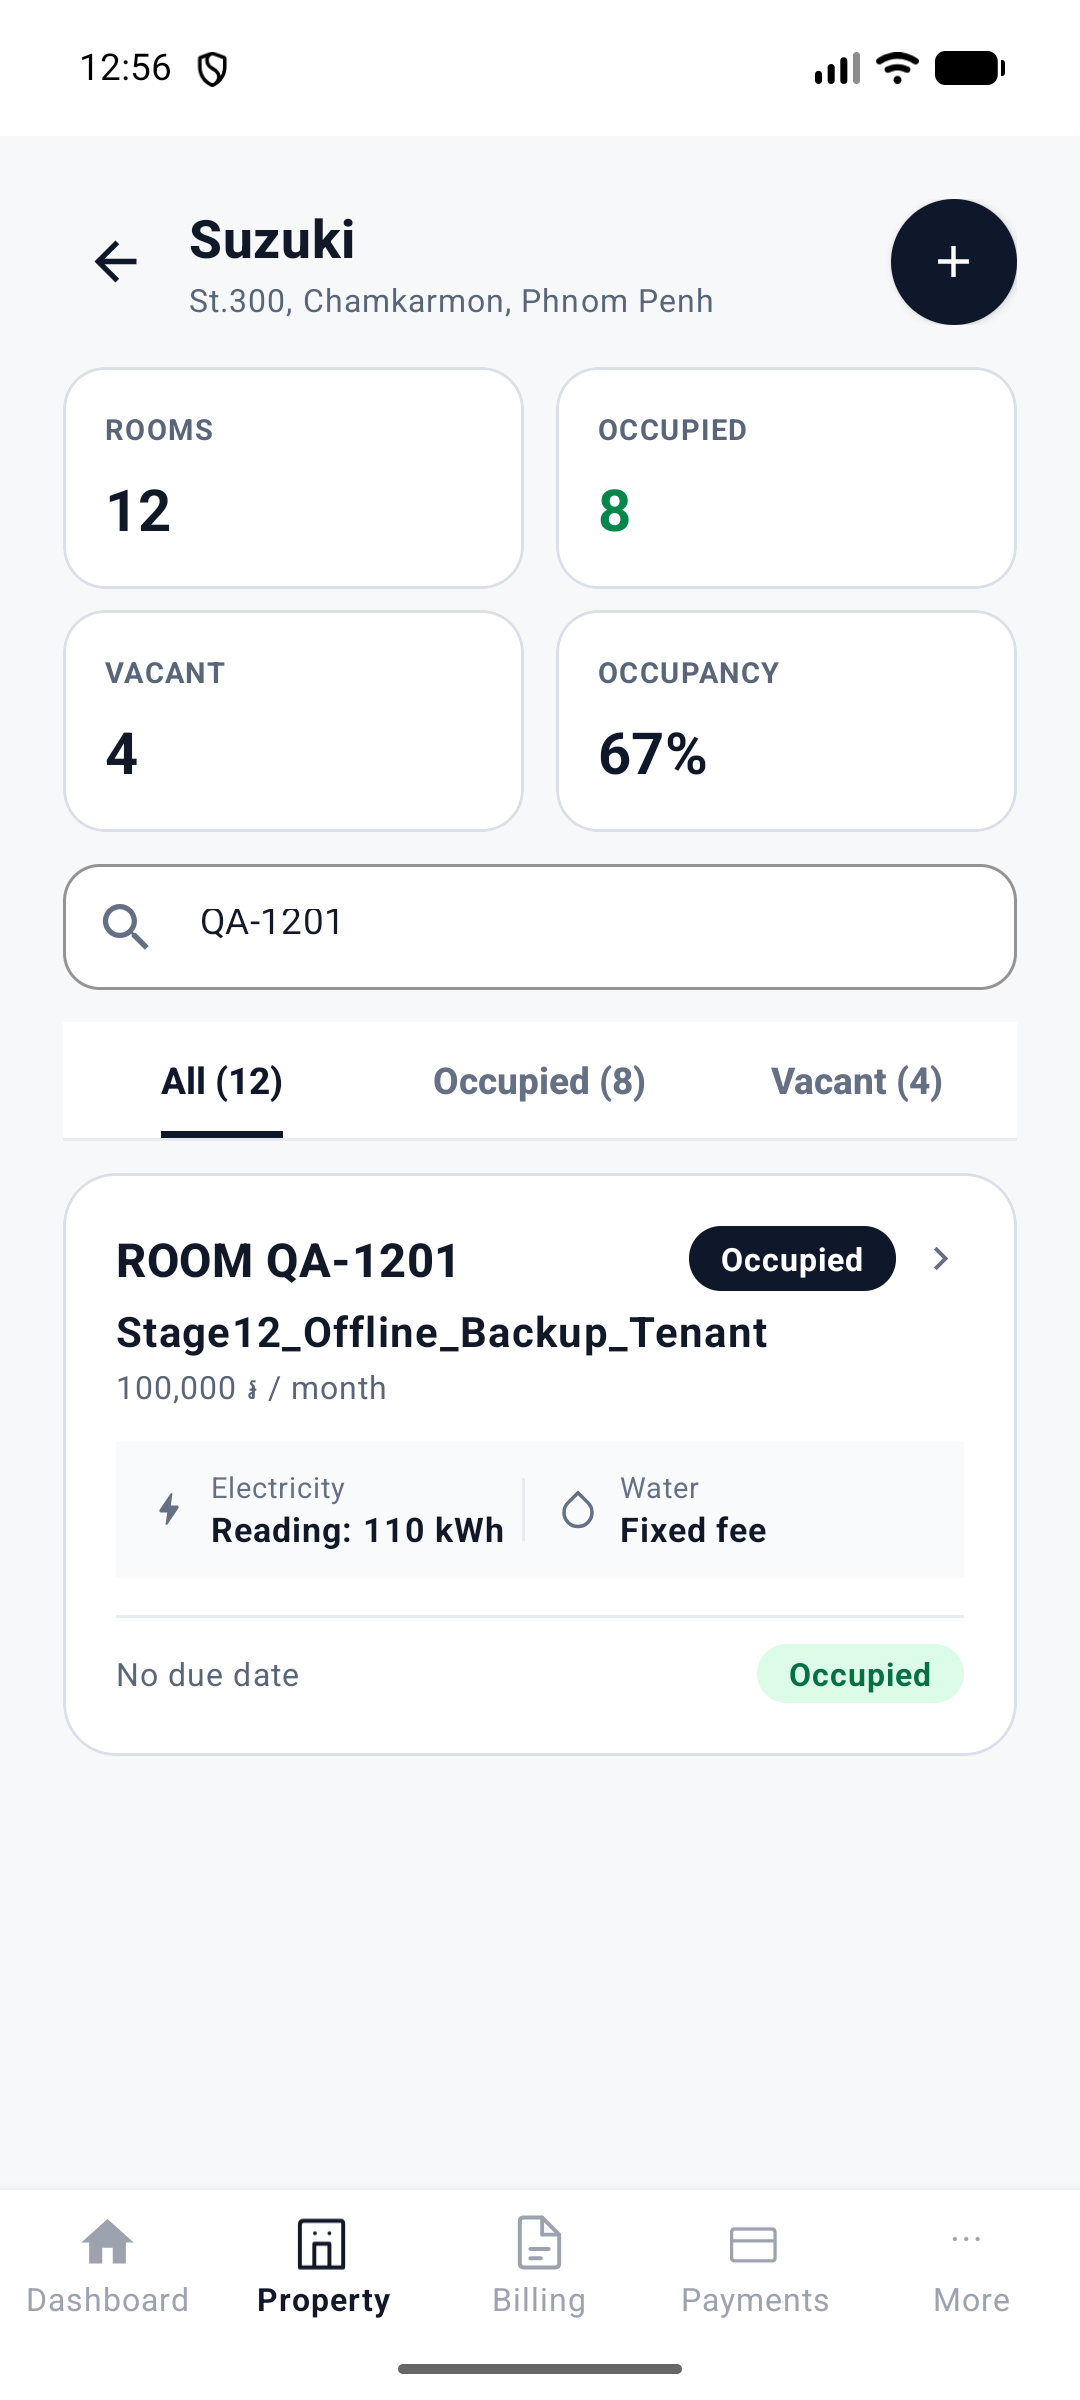 12:56
Suzuki
St.300, Chamkarmon, Phnom Penh
ROOMS
12
OCCUPIED
8
VACANT
4
OCCUPANCY
67%
QA-1201
All (12)
Occupied (8)
Vacant (4)
ROOM QA-1201
Occupied
Stage12_Offline_Backup_Tenant
100,000 ៛ / month
Electricity
Reading: 110 kWh
Water
Fixed fee
No due date
Occupied
Dashboard
Property
Billing
Payments
More